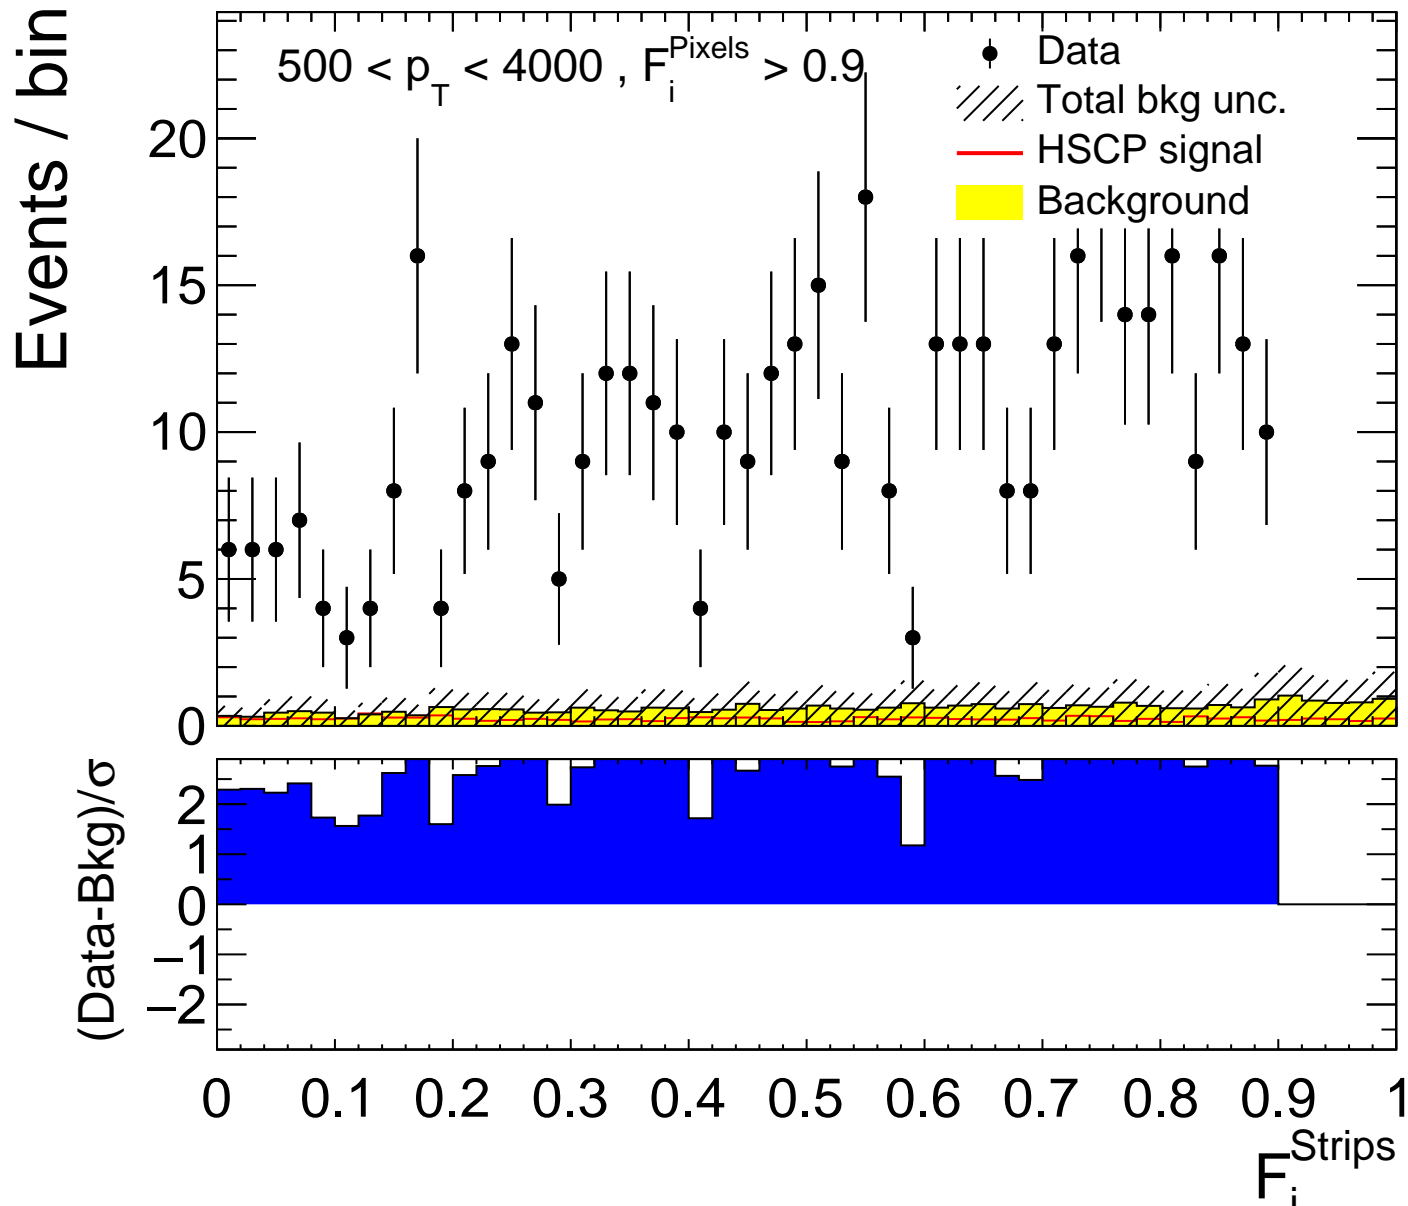 Events / bin
500 < p_T < 4000 , F_i^Pixels > 0.9
Data
Total bkg unc.
HSCP signal
Background
20
15
10
5
0
(Data-Bkg)/σ
2
1
0
−1
−2
0 0.1 0.2 0.3 0.4 0.5 0.6 0.7 0.8 0.9 1
F_i^Strips